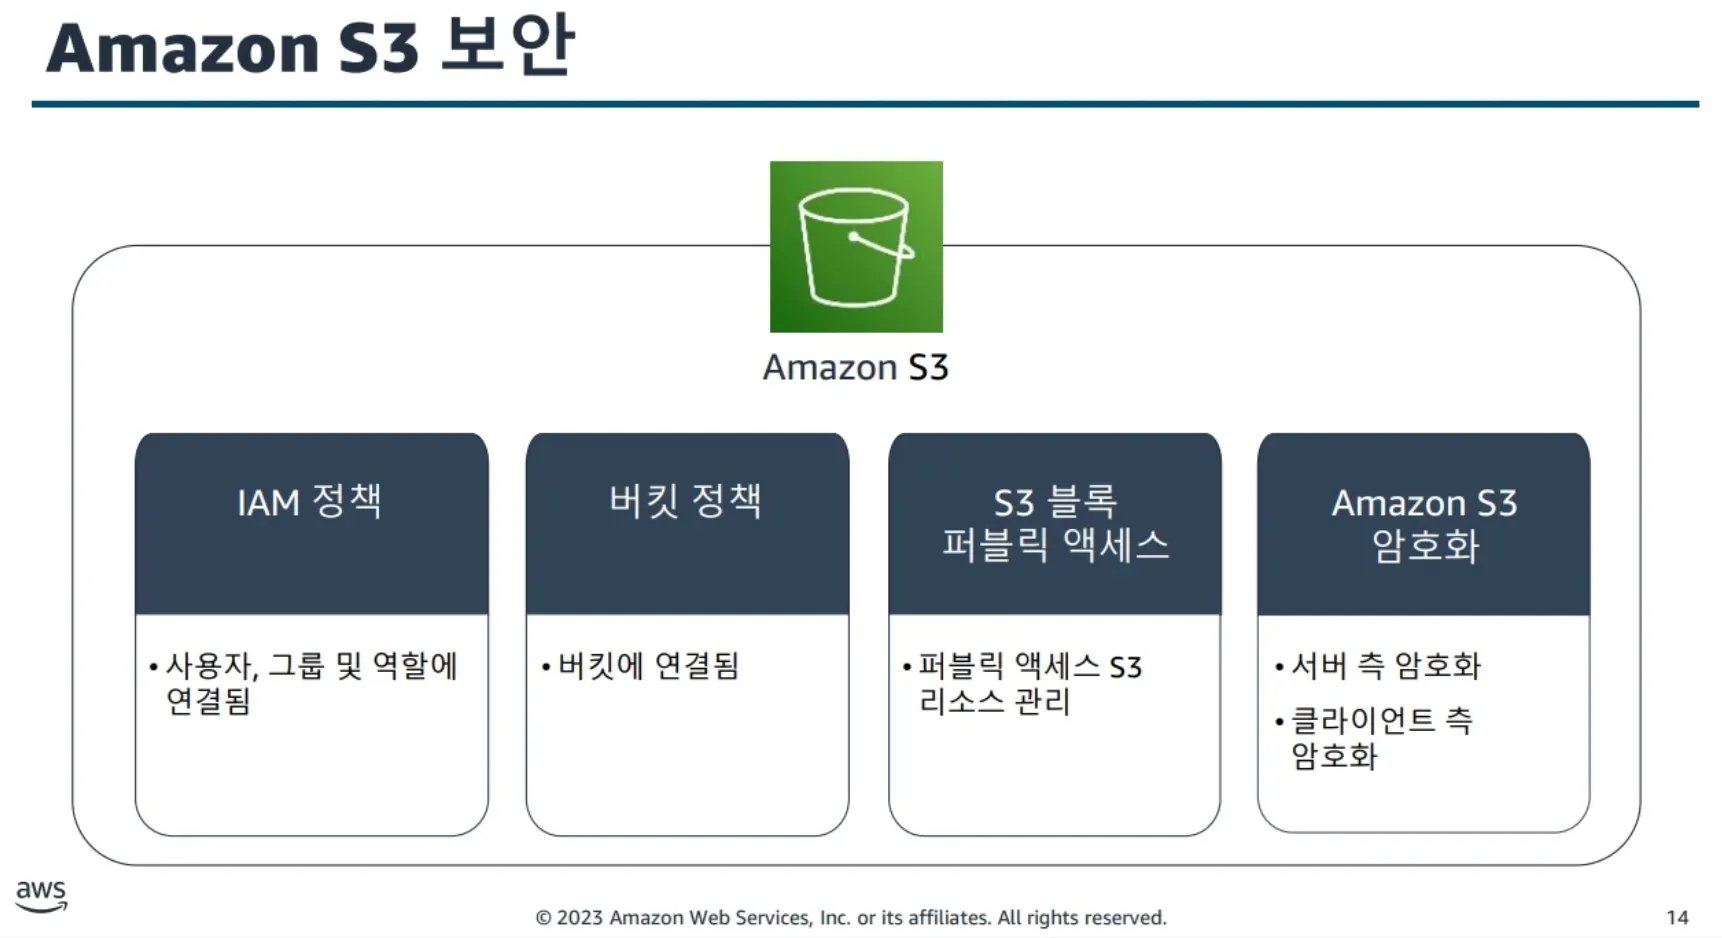 Amazon S3 보안
Amazon S3
IAM 정책
• 사용자, 그룹 및 역할에
연결됨
버킷 정책
• 버킷에 연결됨
S3 블록
퍼블릭 액세스
• 퍼블릭 액세스 S3
리소스 관리
Amazon S3
암호화
• 서버 측 암호화
• 클라이언트 측
암호화
aws
© 2023 Amazon Web Services, Inc. or its affiliates. All rights reserved.
14